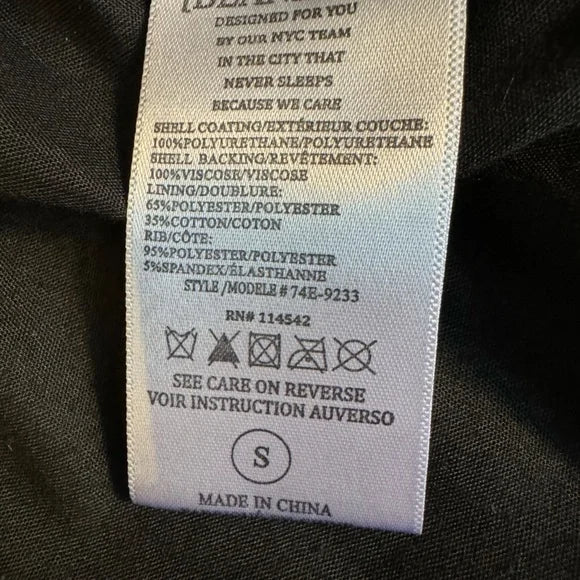 DESIGNED FOR YOU
BY OUR NYC TEAM
IN THE CITY THAT
NEVER SLEEPS
BECAUSE WE CARE
SHELL COATING/EXTÉRIEUR COUCHE:
100%POLYURETHANE/POLYURETHANE
SHELL BACKING/REVÊTEMENT:
100%VISCOSE/VISCOSE
LINING/DOUBLURE:
65%POLYESTER/POLYESTER
35%COTTON/COTON
RIB/CÔTE:
95%POLYESTER/POLYESTER
5%SPANDEX/ÉLASTHANNE
STYLE /MODELE # 74E-9233
RN# 114542
SEE CARE ON REVERSE
VOIR INSTRUCTION AUVERSO
S
MADE IN CHINA